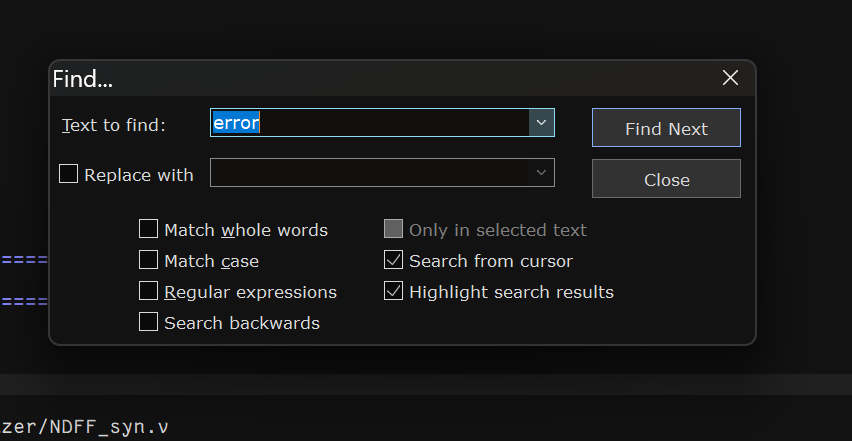 Find...
Text to find: error Find Next
Replace with Close
Match whole words Only in selected text
Match case Search from cursor
Regular expressions Highlight search results
Search backwards
====
====
zer/NDFF_syn.v